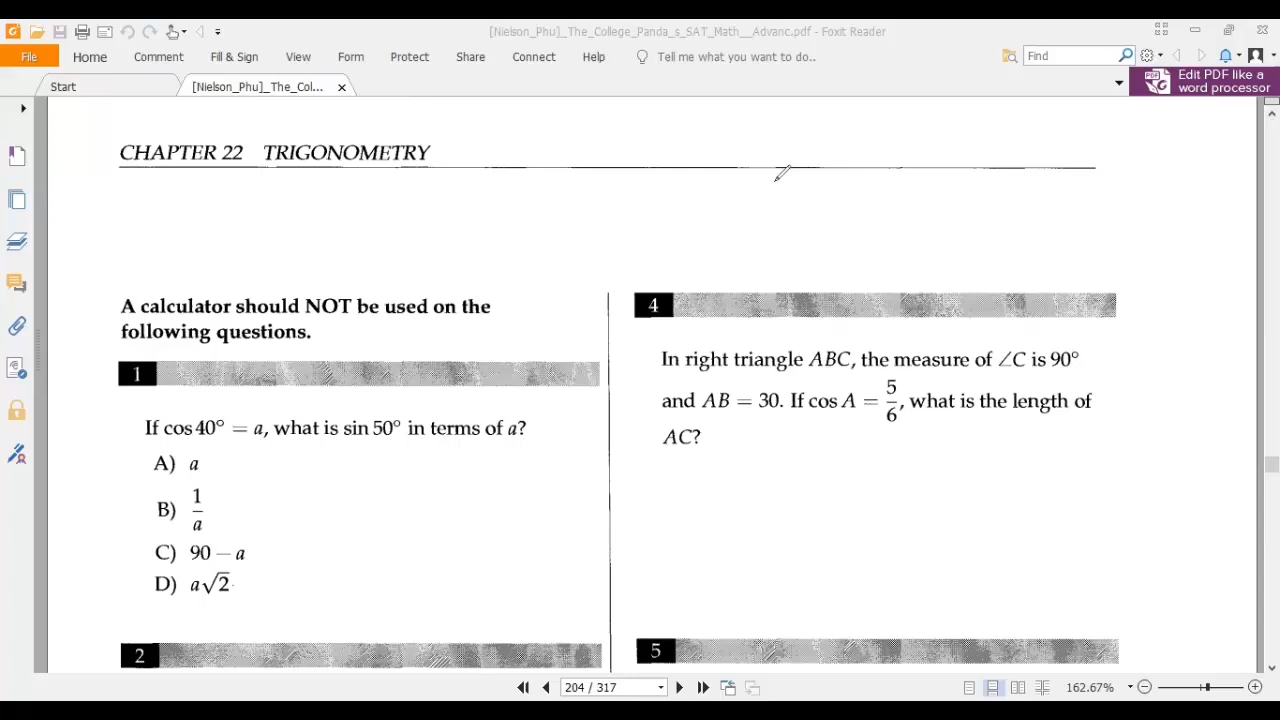 [Nielson_Phu]_The_College_Panda_s_SAT_Math__Advanc.pdf - Foxit Reader
File Home Comment Fill & Sign View Form Protect Share Connect Help Tell me what you want to do.. Find
Start [Nielson_Phu]_The_Col... Edit PDF like a
word processor
CHAPTER 22 TRIGONOMETRY
A calculator should NOT be used on the
following questions.
1
If cos 40° = a, what is sin 50° in terms of a?
A) a
B) 1/a
C) 90 − a
D) a√2
2
4
In right triangle ABC, the measure of ∠C is 90°
and AB = 30. If cos A = 5/6, what is the length of
AC?
5
204 / 317 162.67%